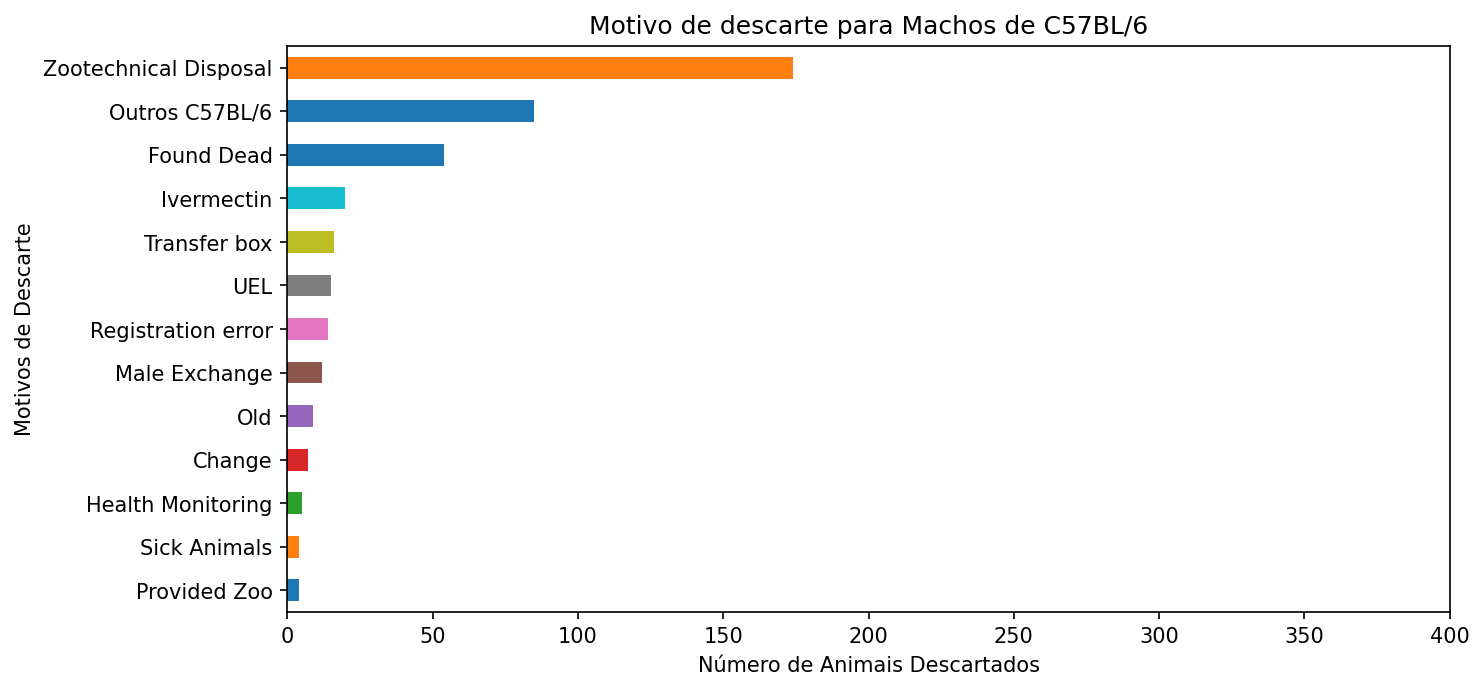 Motivo de descarte para Machos de C57BL/6
Motivos de Descarte
Zootechnical Disposal
Outros C57BL/6
Found Dead
Ivermectin
Transfer box
UEL
Registration error
Male Exchange
Old
Change
Health Monitoring
Sick Animals
Provided Zoo
0 50 100 150 200 250 300 350 400
Número de Animais Descartados